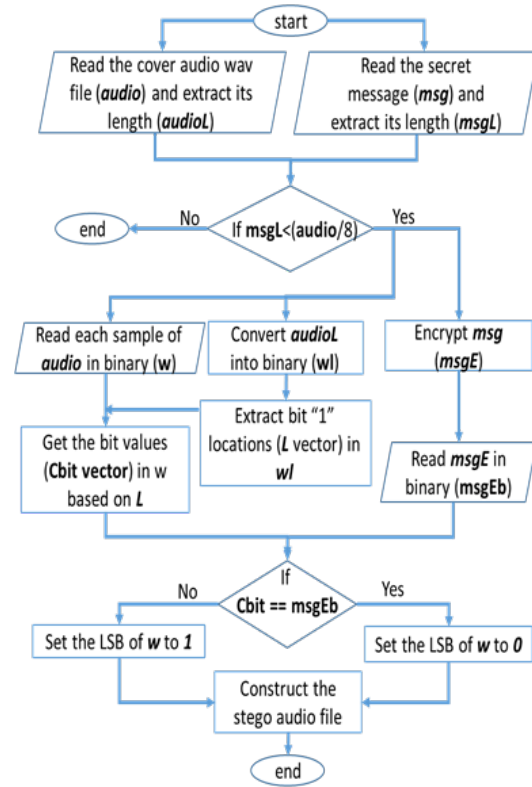 start
Read the cover audio wav
file (audio) and extract its
length (audioL)
Read the secret
message (msg) and
extract its length (msgL)
No
If msgL<(audio/8)
Yes
end
Read each sample of
audio in binary (w)
Convert audioL
into binary (wl)
Encrypt msg
(msgE)
Extract bit “1”
locations (L vector) in
wl
Get the bit values
(Cbit vector) in w
based on L
Read msgE in
binary (msgEb)
No
If
Cbit == msgEb
Yes
Set the LSB of w to 1
Set the LSB of w to 0
Construct the
stego audio file
end